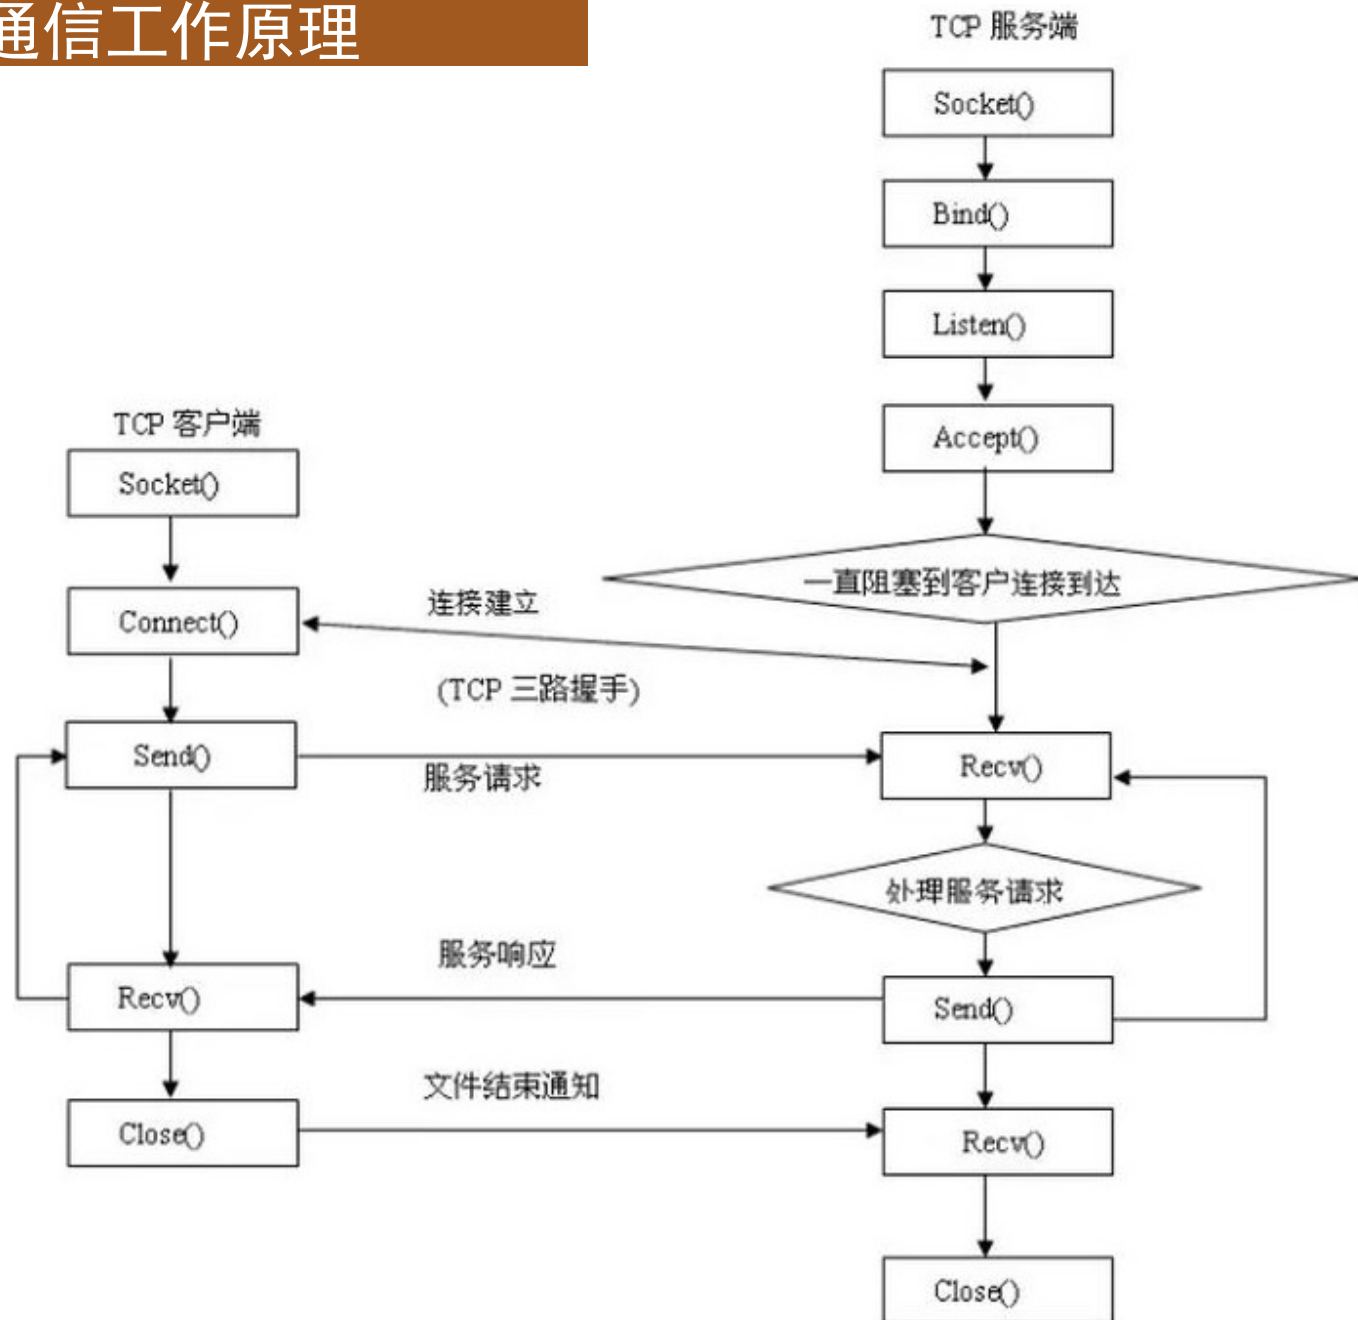 通信工作原理
TCP 服务端
Socket()
Bind()
Listen()
Accept()
一直阻塞到客户连接到达
TCP 客户端
Socket()
Connect()
连接建立
(TCP 三路握手)
Send()
服务请求
Recv()
处理服务请求
服务响应
Recv()
Send()
文件结束通知
Close()
Recv()
Close()